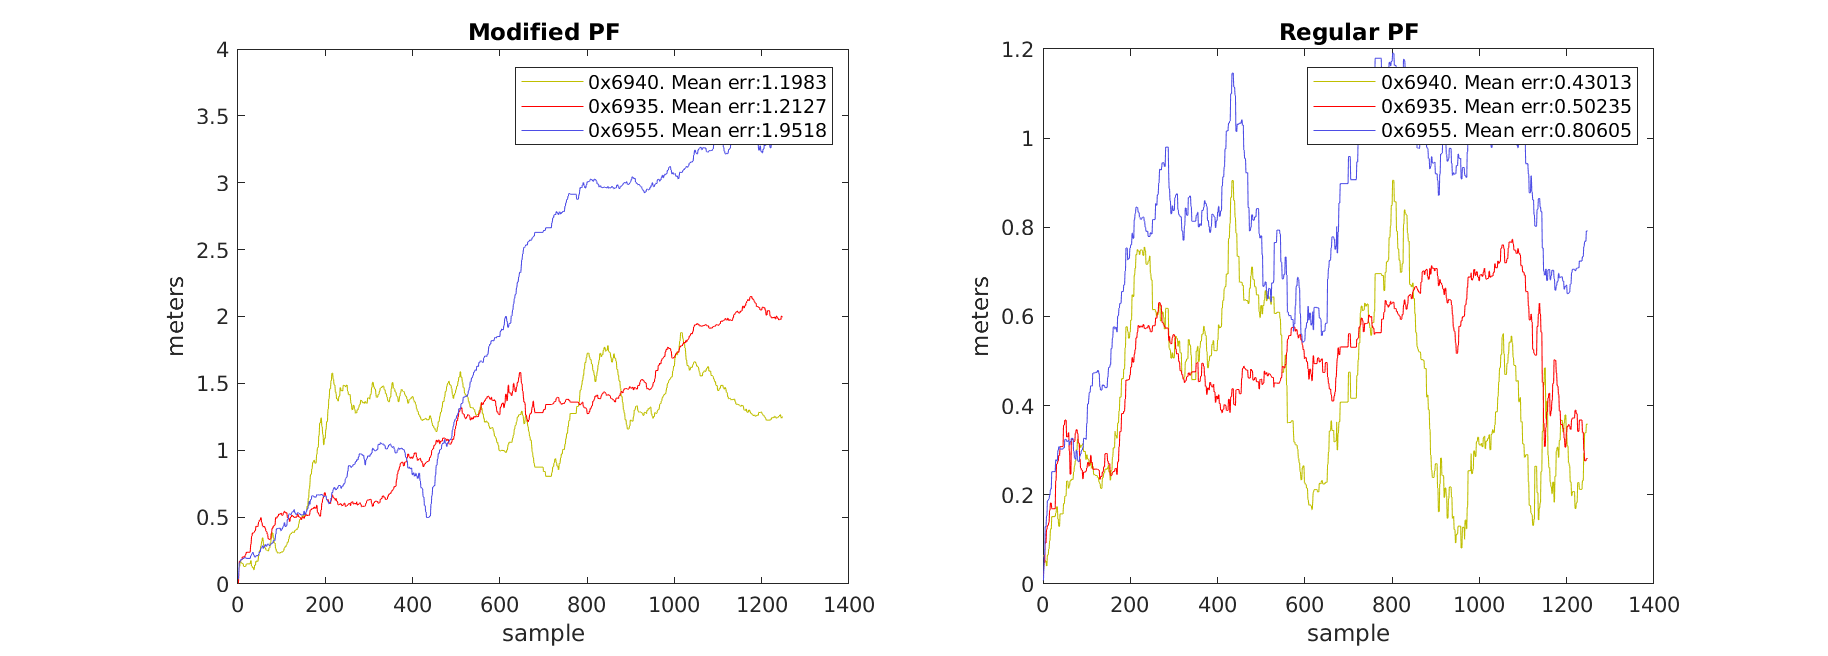 Modified PF
4
3.5
3
2.5
2
1.5
1
0.5
0
0 200 400 600 800 1000 1200 1400
meters
sample
0x6940. Mean err:1.1983
0x6935. Mean err:1.2127
0x6955. Mean err:1.9518
Regular PF
1.2
1
0.8
0.6
0.4
0.2
0
0 200 400 600 800 1000 1200 1400
meters
sample
0x6940. Mean err:0.43013
0x6935. Mean err:0.50235
0x6955. Mean err:0.80605